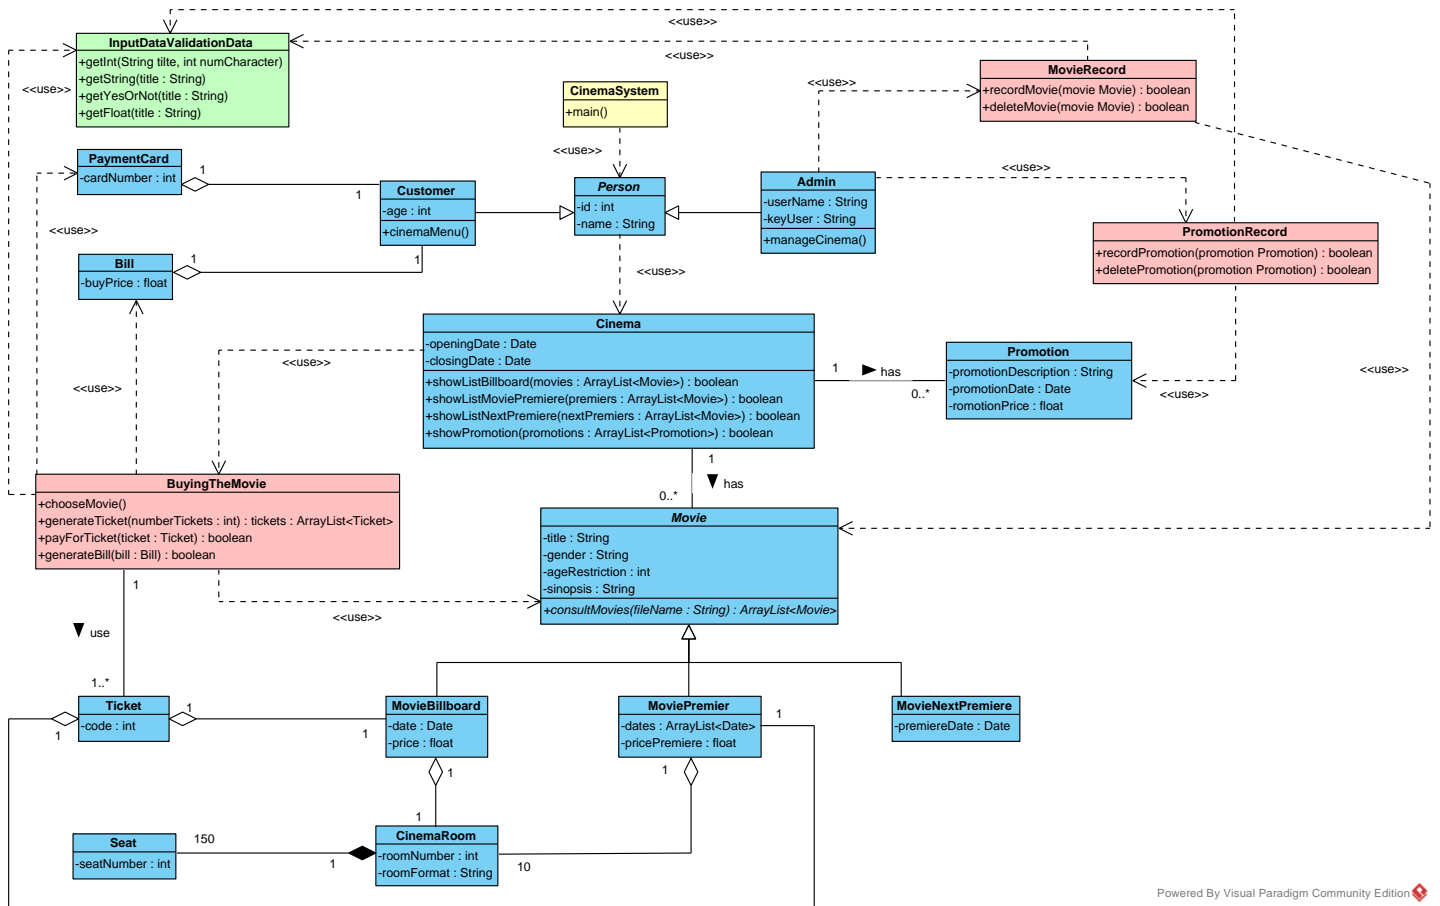 <<use>>
InputDataValidationData
+getInt(String tilte, int numCharacter)
+getString(title : String)
+getYesOrNot(title : String)
+getFloat(title : String)
<<use>>
<<use>>
MovieRecord
+recordMovie(movie Movie) : boolean
+deleteMovie(movie Movie) : boolean
CinemaSystem
+main()
<<use>>
<<use>>
<<use>>
PaymentCard
-cardNumber : int
1
1
Customer
-age : int
+cinemaMenu()
Person
-id : int
-name : String
Admin
-userName : String
-keyUser : String
+manageCinema()
<<use>>
PromotionRecord
+recordPromotion(promotion Promotion) : boolean
+deletePromotion(promotion Promotion) : boolean
<<use>>
Bill
-buyPrice : float
1
1
<<use>>
Cinema
-openingDate : Date
-closingDate : Date
+showListBillboard(movies : ArrayList<Movie>) : boolean
+showListMoviePremiere(premiers : ArrayList<Movie>) : boolean
+showListNextPremiere(nextPremiers : ArrayList<Movie>) : boolean
+showPromotion(promotions : ArrayList<Promotion>) : boolean
<<use>>
<<use>>
1
has
0..*
Promotion
-promotionDescription : String
-promotionDate : Date
-romotionPrice : float
<<use>>
<<use>>
1
has
0..*
BuyingTheMovie
+chooseMovie()
+generateTicket(numberTickets : int) : tickets : ArrayList<Ticket>
+payForTicket(ticket : Ticket) : boolean
+generateBill(bill : Bill) : boolean
Movie
-title : String
-gender : String
-ageRestriction : int
-sinopsis : String
+consultMovies(fileName : String) : ArrayList<Movie>
1
use
1..*
<<use>>
Ticket
-code : int
1
1
1
MovieBillboard
-date : Date
-price : float
MoviePremier
-dates : ArrayList<Date>
-pricePremiere : float
1
MovieNextPremiere
-premiereDate : Date
1
1
1
Seat
-seatNumber : int
150
1
CinemaRoom
-roomNumber : int
-roomFormat : String
10
Powered By Visual Paradigm Community Edition